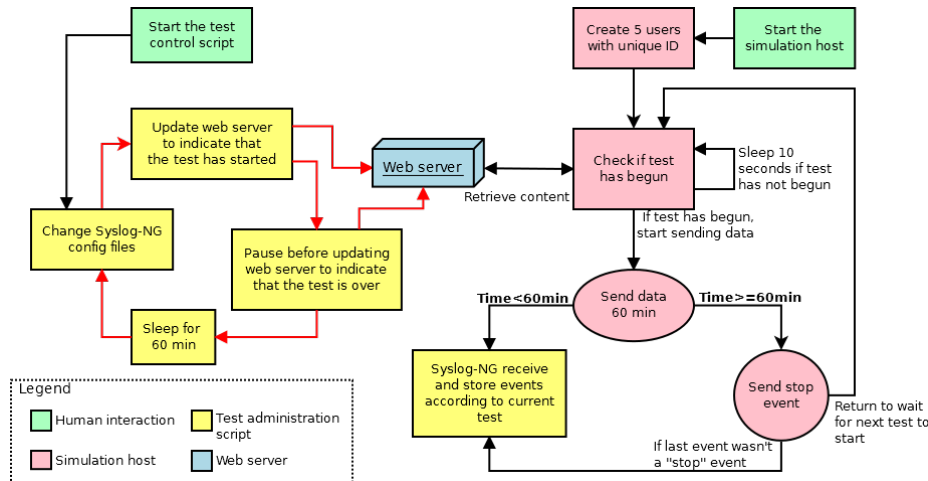 Start the test
control script
Create 5 users
with unique ID
Start the
simulation host
Update web server
to indicate that
the test has started
Web server
Retrieve content
Check if test
has begun
Sleep 10
seconds if test
has not begun
If test has begun,
start sending data
Change Syslog-NG
config files
Pause before updating
web server to indicate
that the test is over
Sleep for
60 min
Time<60min
Send data
60 min
Time>=60min
Syslog-NG receive
and store events
according to current
test
Send stop
event
Return to wait
for next test to
start
If last event wasn't
a "stop" event
Legend
Human interaction
Test administration
script
Simulation host
Web server